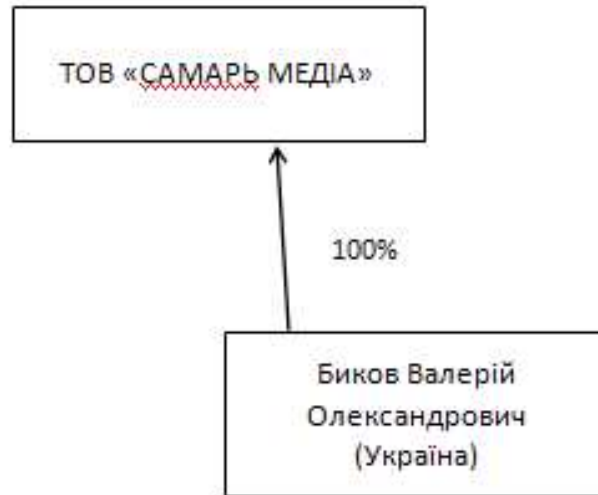 ТОВ «САМАРЬ МЕДІА»
100%
Биков Валерій
Олександрович
(Україна)